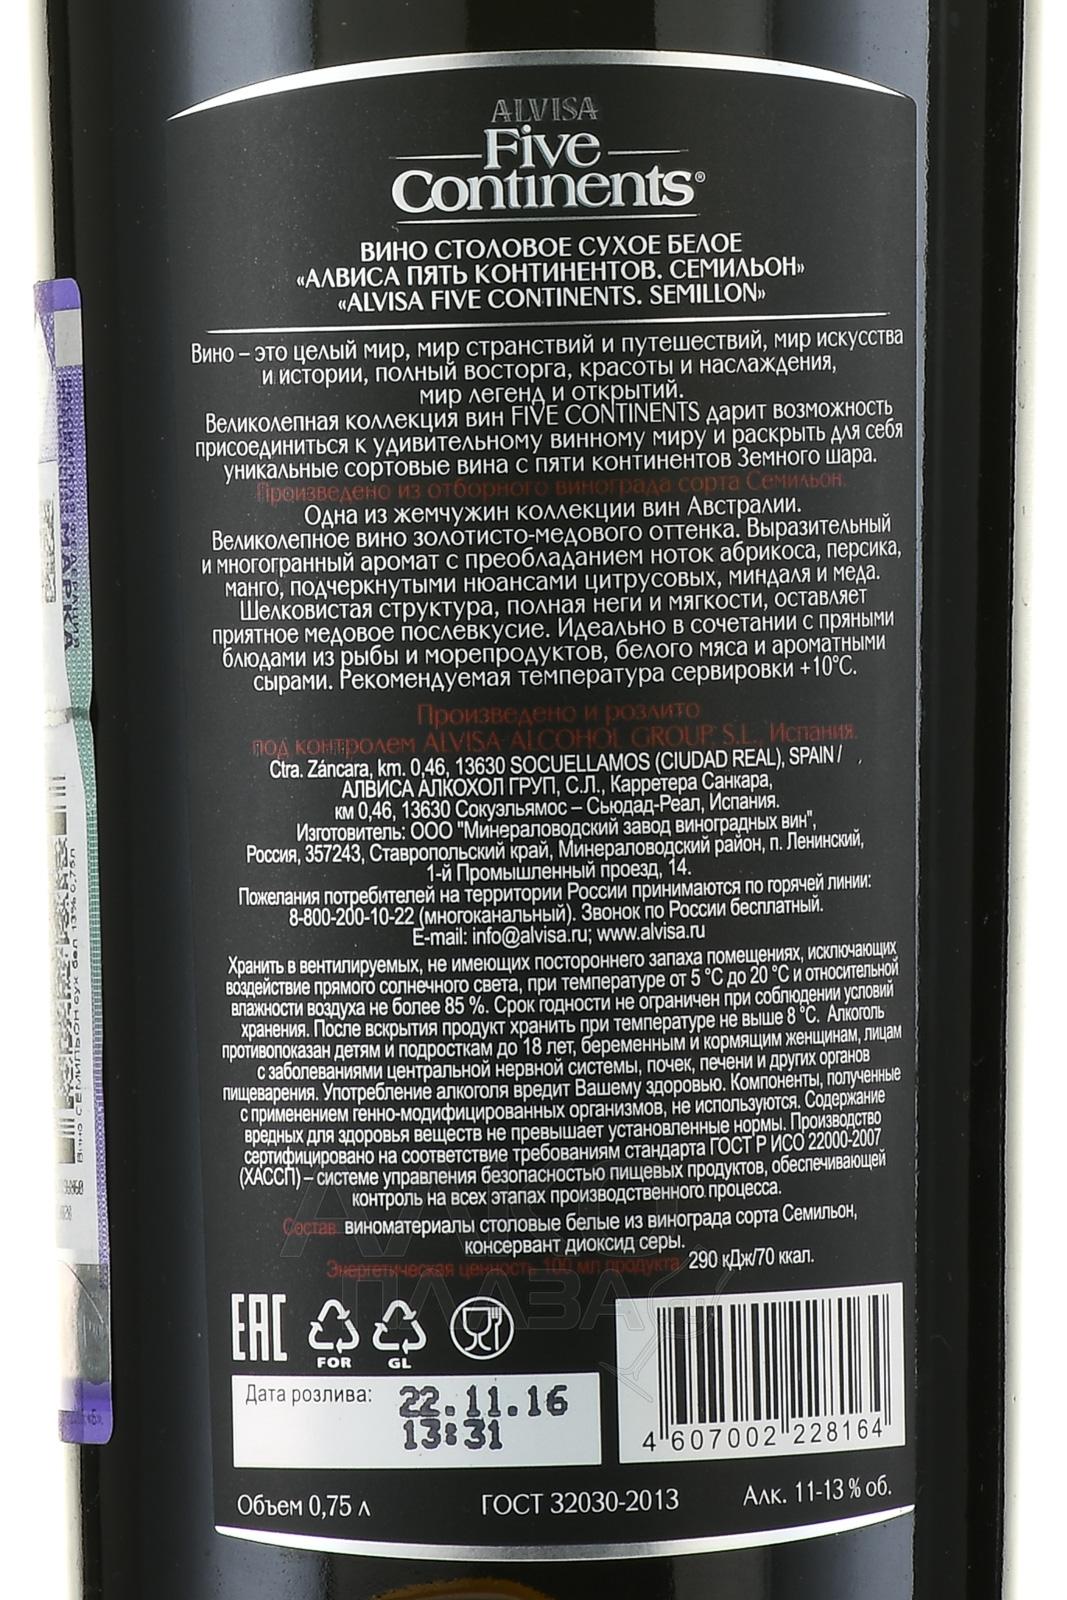 ALVISA
Five
Continents®
ВИНО СТОЛОВОЕ СУХОЕ БЕЛОЕ
«АЛВИСА ПЯТЬ КОНТИНЕНТОВ. СЕМИЛЬОН»
«ALVISA FIVE CONTINENTS. SEMILLON»
Вино – это целый мир, мир странствий и путешествий, мир искусства
и истории, полный восторга, красоты и наслаждения,
мир легенд и открытий.
Великолепная коллекция вин FIVE CONTINENTS дарит возможность
присоединиться к удивительному винному миру и раскрыть для себя
уникальные сортовые вина с пяти континентов Земного шара.
Произведено из отборного винограда сорта Семильон.
Одна из жемчужин коллекции вин Австралии.
Великолепное вино золотисто-медового оттенка. Выразительный
и многогранный аромат с преобладанием ноток абрикоса, персика,
манго, подчеркнутыми нюансами цитрусовых, миндаля и меда.
Шелковистая структура, полная неги и мягкости, оставляет
приятное медовое послевкусие. Идеально в сочетании с пряными
блюдами из рыбы и морепродуктов, белого мяса и ароматными
сырами. Рекомендуемая температура сервировки +10°С.
Произведено и розлито
под контролем ALVISA ALCOHOL GROUP, S.L., Испания.
Ctra. Záncara, km. 0,46, 13630 SOCUELLAMOS (CIUDAD REAL), SPAIN /
АЛВИСА АЛКОХОЛ ГРУП, С.Л., Карретера Санкара,
км 0,46, 13630 Сокуэльямос – Сьюдад-Реал, Испания.
Изготовитель: ООО "Минераловодский завод виноградных вин",
Россия, 357243, Ставропольский край, Минераловодский район, п. Ленинский,
1-й Промышленный проезд, 14.
Пожелания потребителей на территории России принимаются по горячей линии:
8-800-200-10-22 (многоканальный). Звонок по России бесплатный.
E-mail: info@alvisa.ru; www.alvisa.ru
Хранить в вентилируемых, не имеющих постороннего запаха помещениях, исключающих
воздействие прямого солнечного света, при температуре от 5 °С до 20 °С и относительной
влажности воздуха не более 85 %. Срок годности не ограничен при соблюдении условий
хранения. После вскрытия продукт хранить при температуре не выше 8 °С. Алкоголь
противопоказан детям и подросткам до 18 лет, беременным и кормящим женщинам, лицам
с заболеваниями центральной нервной системы, почек, печени и других органов
пищеварения. Употребление алкоголя вредит Вашему здоровью. Компоненты, полученные
с применением генно-модифицированных организмов, не используются. Содержание
вредных для здоровья веществ не превышает установленные нормы. Производство
сертифицировано на соответствие требованиям стандарта ГОСТ Р ИСО 22000-2007
(ХАССП) – системе управления безопасностью пищевых продуктов, обеспечивающей
контроль на всех этапах производственного процесса.
Состав: виноматериалы столовые белые из винограда сорта Семильон,
консервант диоксид серы.
Энергетическая ценность 100 мл продукта: 290 кДж/70 ккал.
EAC
FOR
GL
Дата розлива: 22.11.16
13:31
4 607002 228164
Объем 0,75 л
ГОСТ 32030-2013
Алк. 11-13 % об.
АЛКО
ПЛАЗА
МАРКА
Вино СЕМИЛЬОН сух бел 13% 0,75л